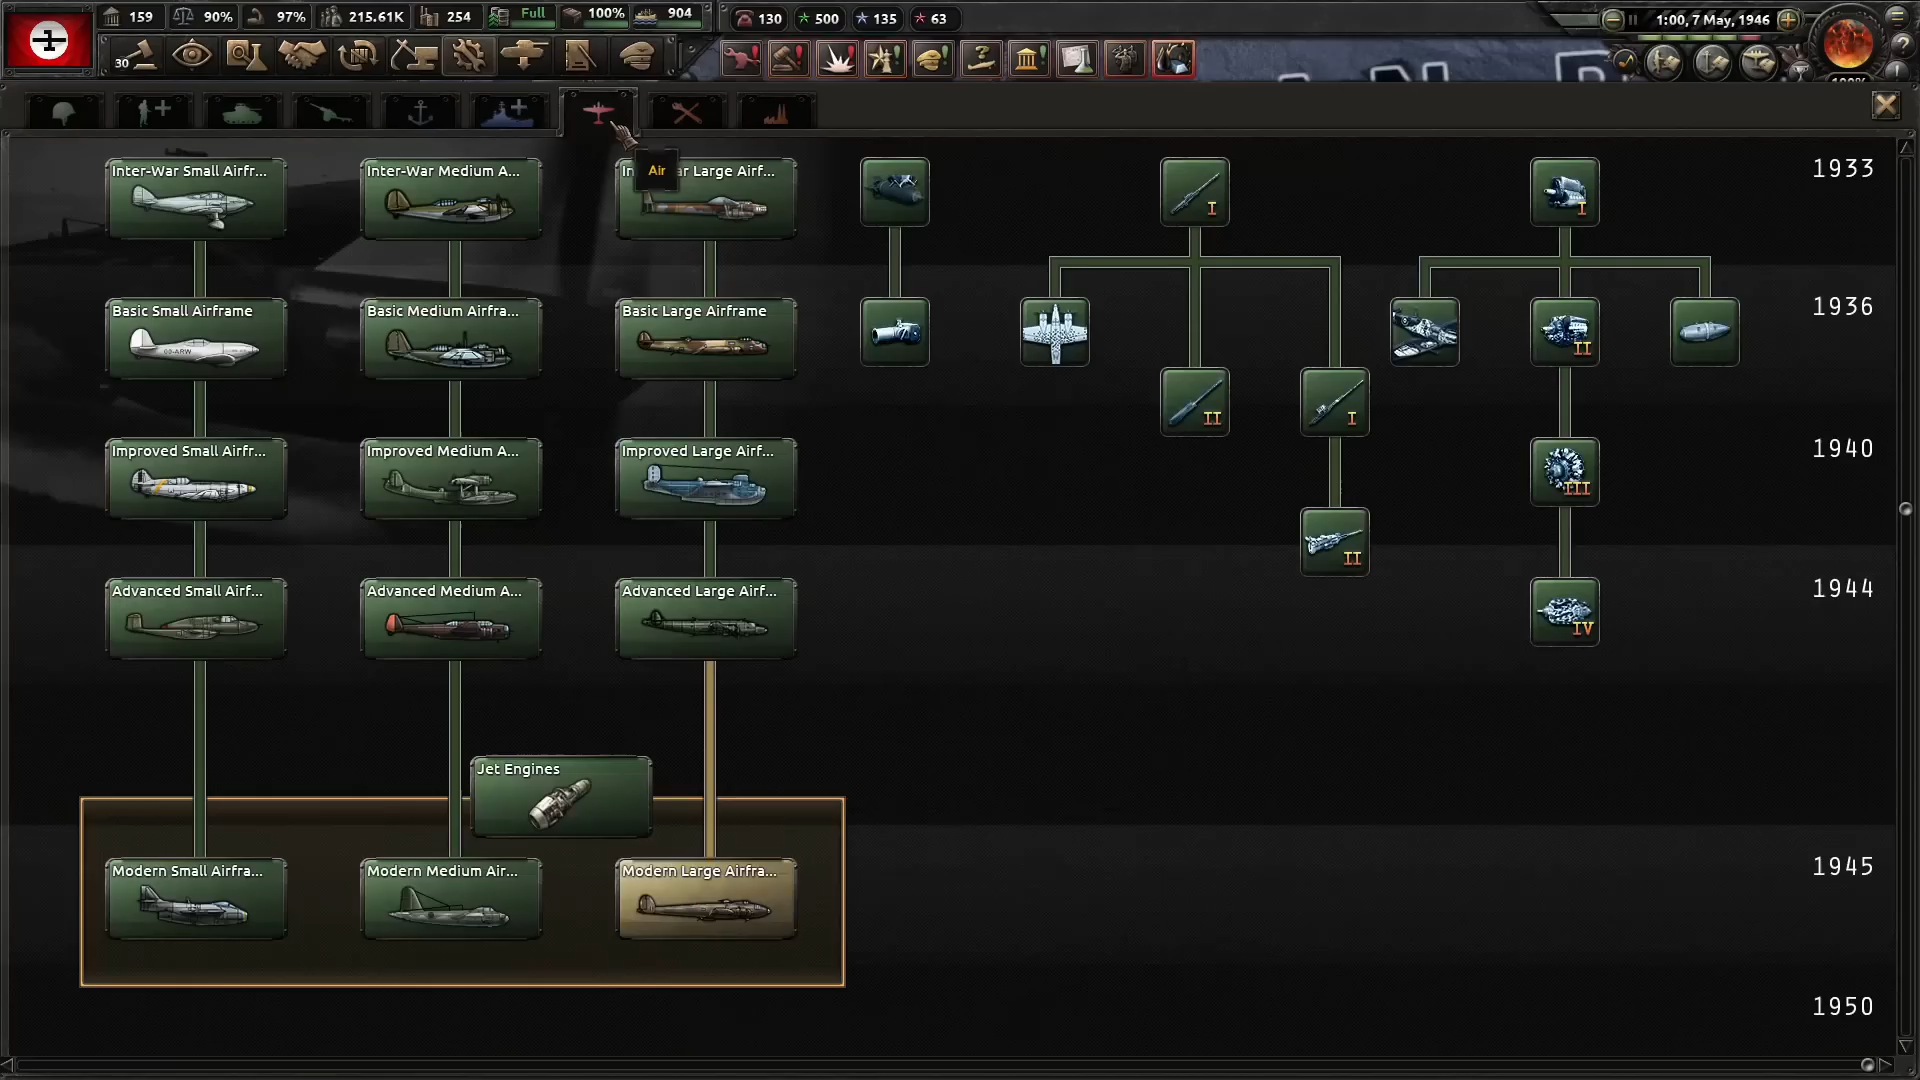 159 90% 97% 215.61K 254 Full 100% 904 130 500 135 63 1:00, 7 May, 1946
30
Air
Inter-War Small Airfr... Inter-War Medium A... I I 1933
Basic Small Airframe Basic Medium Airfra... Basic Large Airframe II 1936
II I
Improved Small Airfr... Improved Medium A... Improved Large Airf... III 1940
II
Advanced Small Airf... Advanced Medium A... Advanced Large Airf... IV 1944
Jet Engines
Modern Small Airfra... Modern Medium Air... Modern Large Airfra... 1945
1950